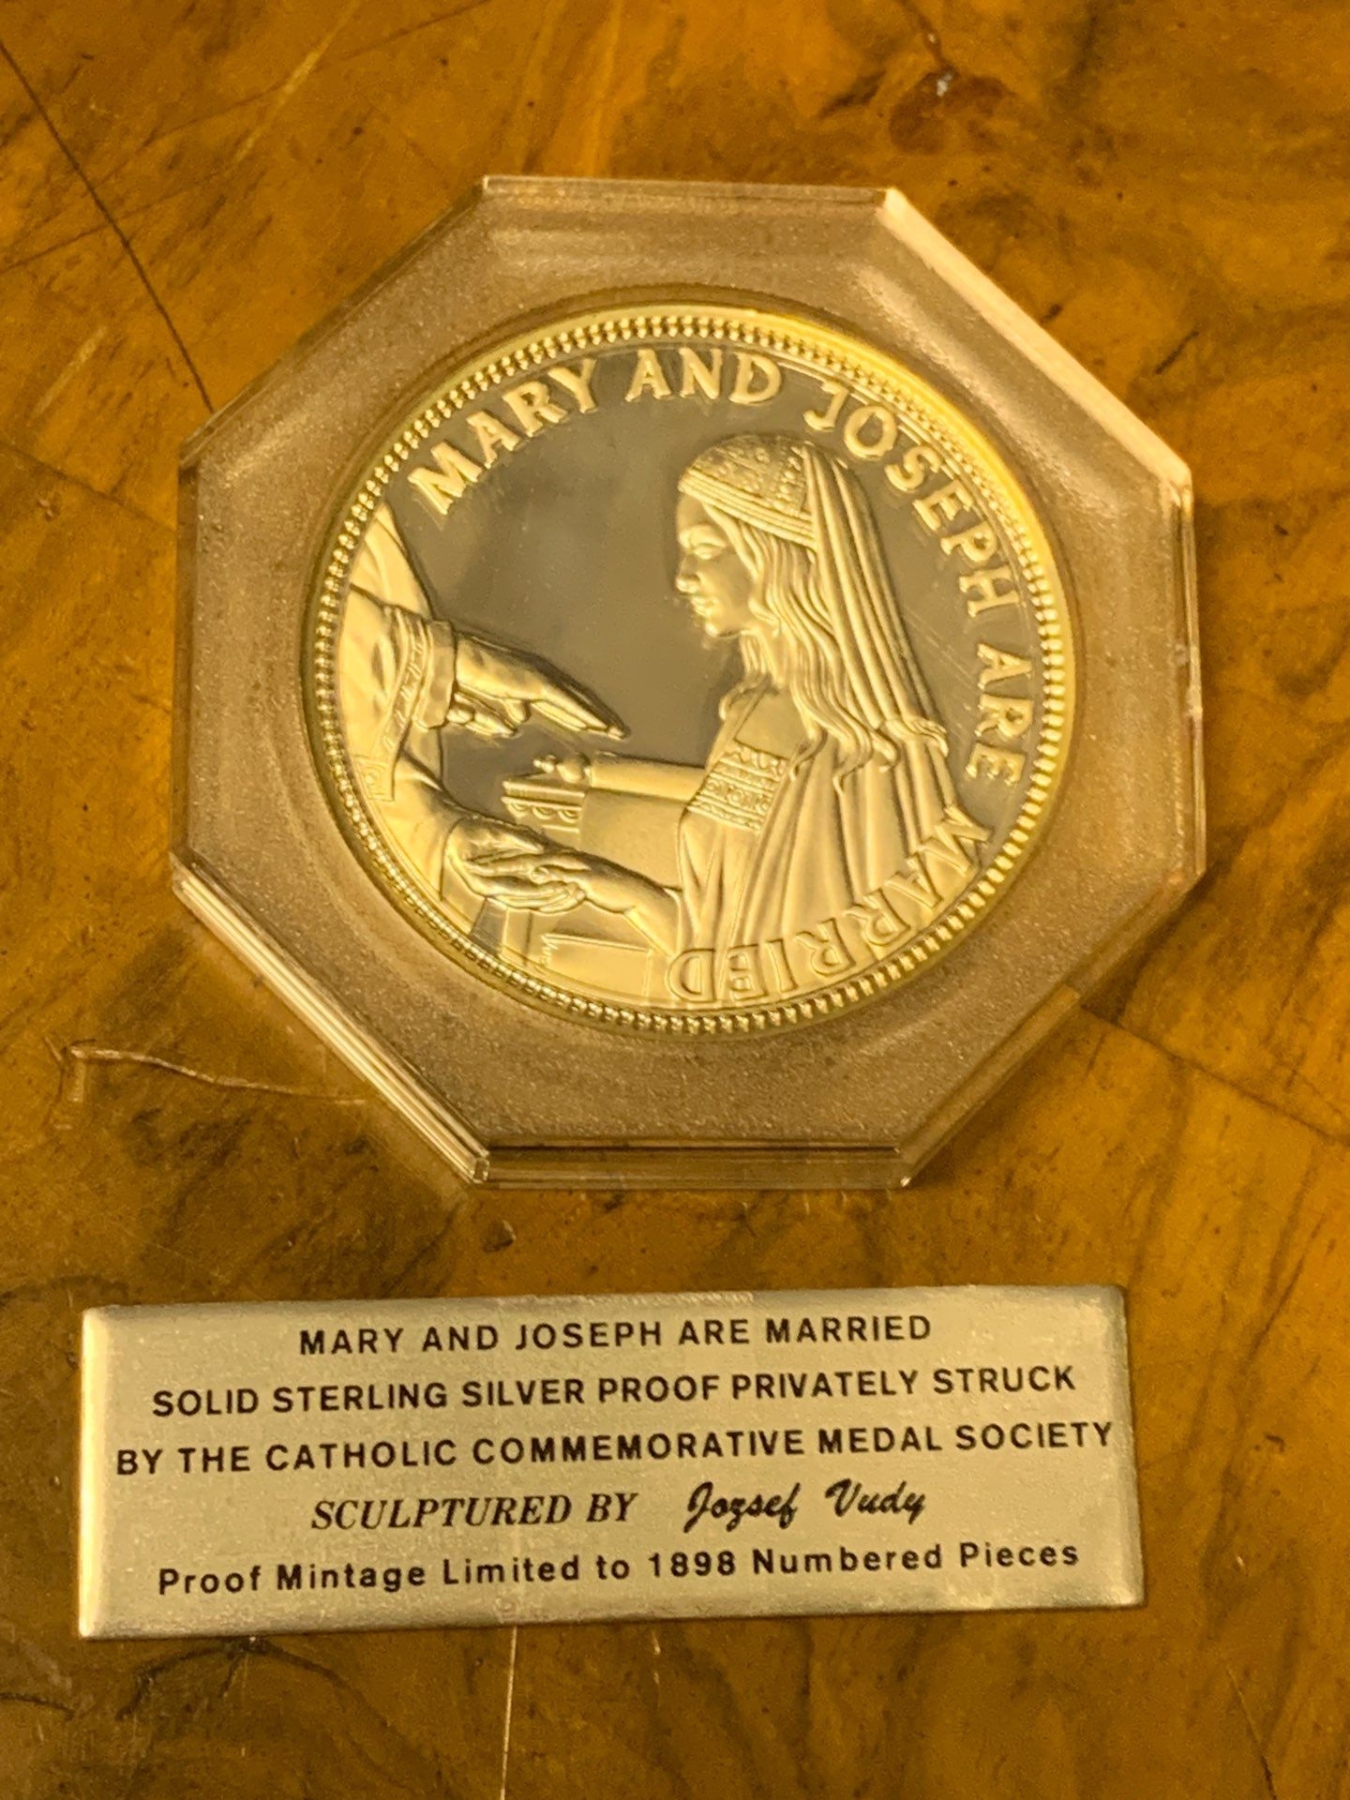 MARY AND JOSEPH ARE MARRIED
MARY AND JOSEPH ARE MARRIED
SOLID STERLING SILVER PROOF PRIVATELY STRUCK
BY THE CATHOLIC COMMEMORATIVE MEDAL SOCIETY
SCULPTURED BY Jozsef Vudy
Proof Mintage Limited to 1898 Numbered Pieces